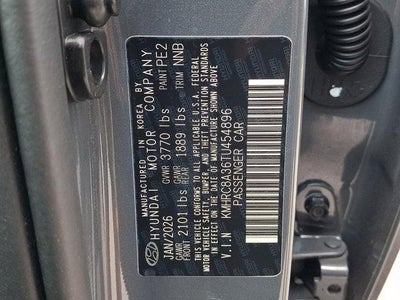 MANUFACTURED IN KOREA BY
HYUNDAI MOTOR COMPANY
JAN/2026 GVWR 3770 lbs PAINT PE2
GAWR FRONT 2101 lbs GAWR REAR 1889 lbs TRIM NNB
THIS VEHICLE CONFORMS TO ALL APPLICABLE U.S.A. FEDERAL
MOTOR VEHICLE SAFETY, BUMPER, AND THEFT PREVENTION STANDARDS
IN EFFECT ON THE DATE OF MANUFACTURE SHOWN ABOVE.
V.I.N : KMHRC8A36TU454896
PASSENGER CAR